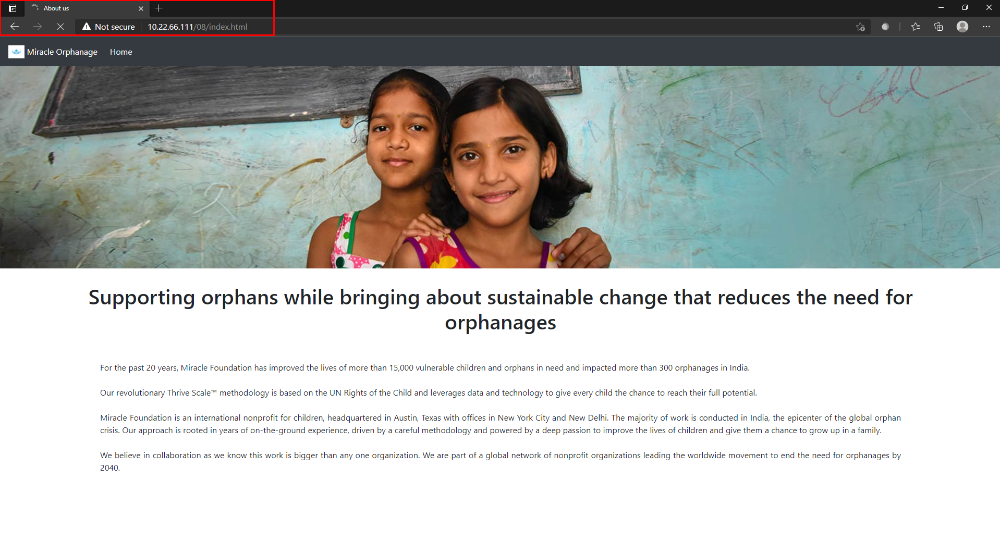 About us
Not secure 10.22.66.111/08/index.html
Miracle Orphanage Home
Supporting orphans while bringing about sustainable change that reduces the need for
orphanages
For the past 20 years, Miracle Foundation has improved the lives of more than 15,000 vulnerable children and orphans in need and impacted more than 300 orphanages in India.
Our revolutionary Thrive Scale™ methodology is based on the UN Rights of the Child and leverages data and technology to give every child the chance to reach their full potential.
Miracle Foundation is an international nonprofit for children, headquartered in Austin, Texas with offices in New York City and New Delhi. The majority of work is conducted in India, the epicenter of the global orphan
crisis. Our approach is rooted in years of on-the-ground experience, driven by a careful methodology and powered by a deep passion to improve the lives of children and give them a chance to grow up in a family.
We believe in collaboration as we know this work is bigger than any one organization. We are part of a global network of nonprofit organizations leading the worldwide movement to end the need for orphanages by
2040.